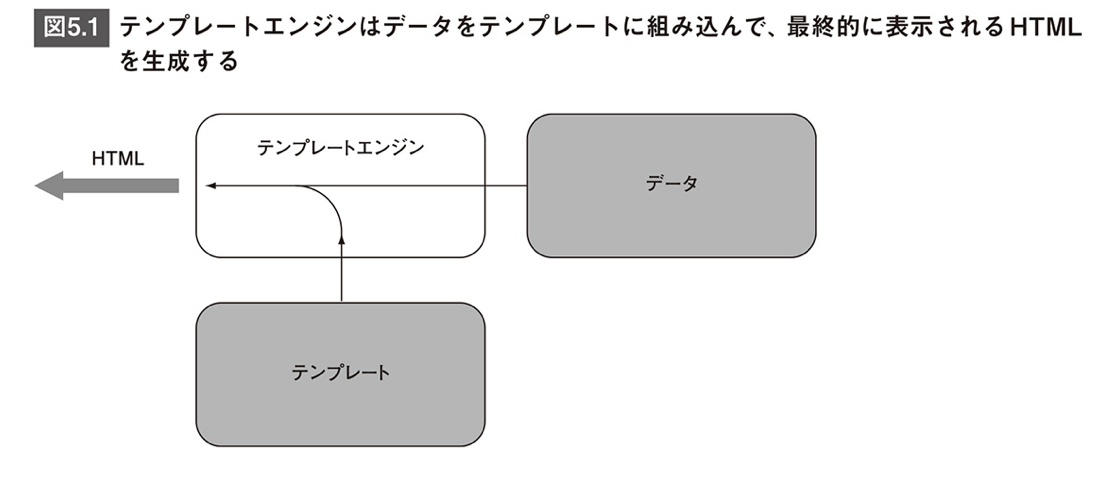 図5.1 テンプレートエンジンはデータをテンプレートに組み込んで、最終的に表示されるHTML
を生成する
HTML
テンプレートエンジン
データ
テンプレート